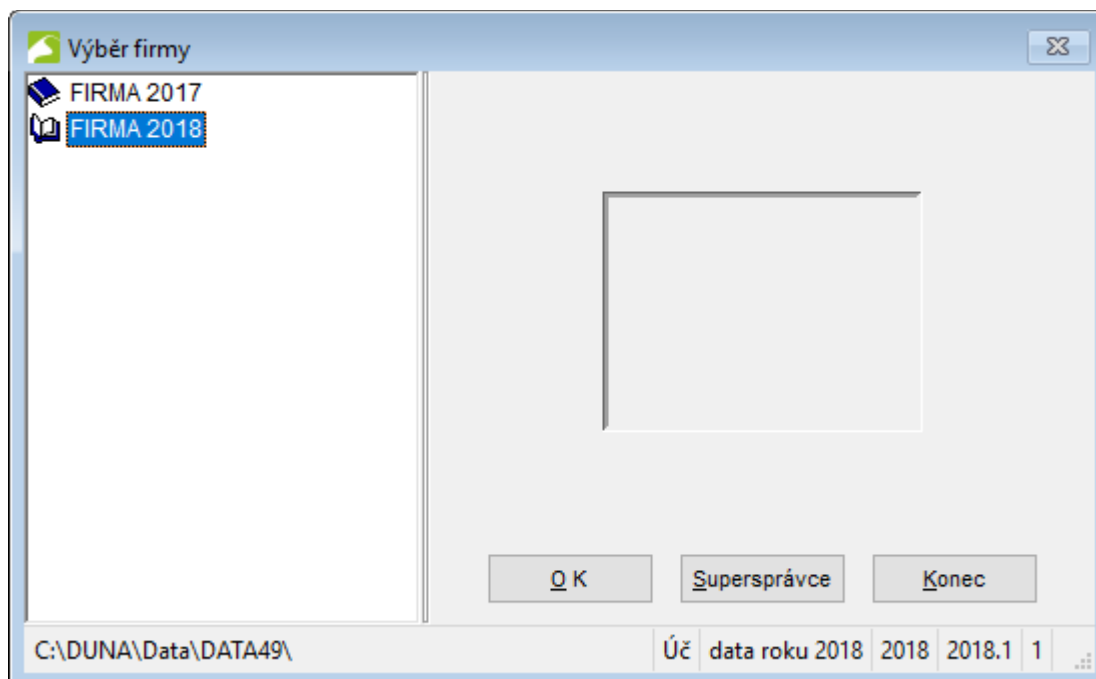 Výběr firmy
FIRMA 2017
FIRMA 2018
O K
Supersprávce
Konec
C:\DUNA\Data\DATA49\ Úč data roku 2018 2018 2018.1 1